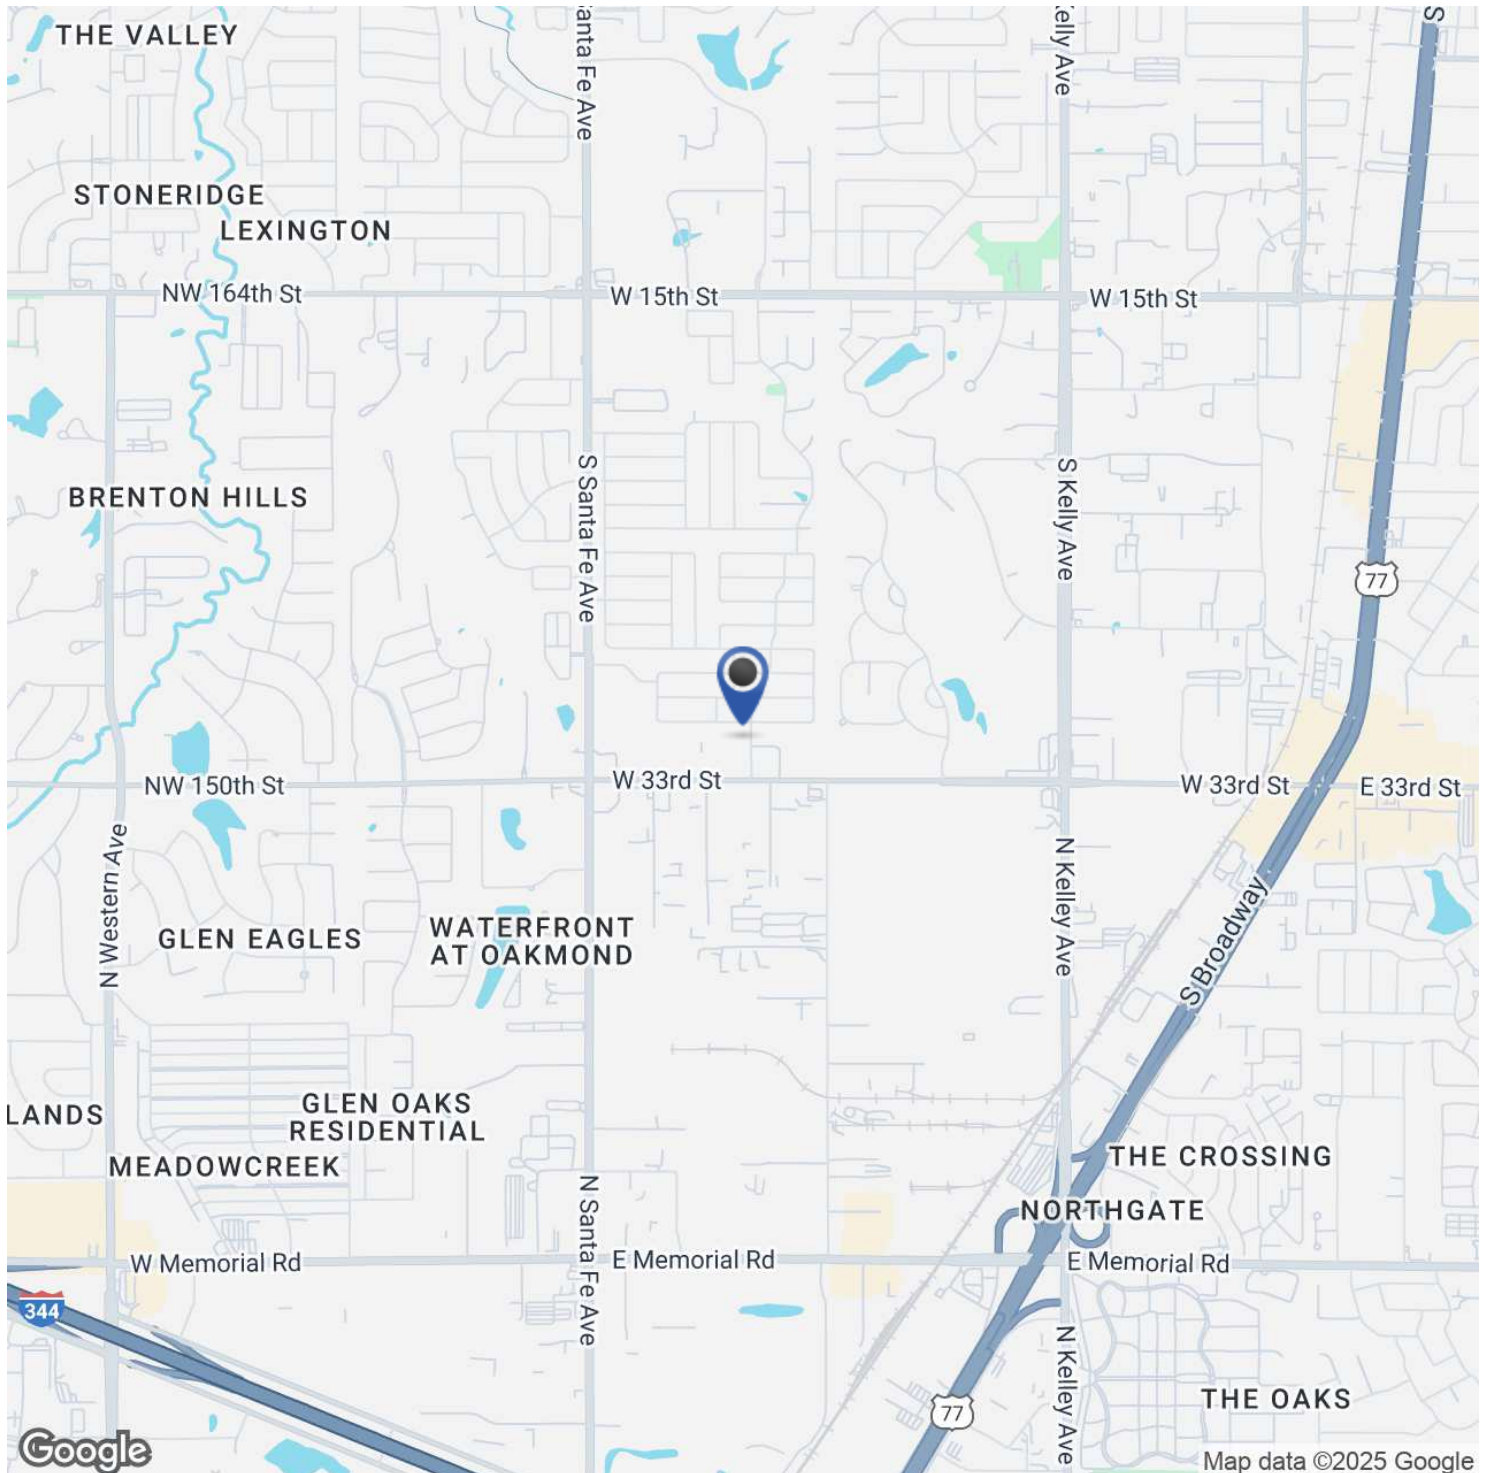 S
THE VALLEY
anta Fe Ave
Kelly Ave
STONERIDGE
LEXINGTON
NW 164th St
W 15th St
W 15th St
BRENTON HILLS
S Santa Fe Ave
S Kelly Ave
77
NW 150th St
W 33rd St
W 33rd St
E 33rd St
N Western Ave
N Kelley Ave
GLEN EAGLES
WATERFRONT
AT OAKMOND
S Broadway
LANDS
GLEN OAKS
RESIDENTIAL
MEADOWCREEK
THE CROSSING
NORTHGATE
N Santa Fe Ave
W Memorial Rd
E Memorial Rd
E Memorial Rd
344
N Kelley Ave
THE OAKS
77
Google
Map data ©2025 Google